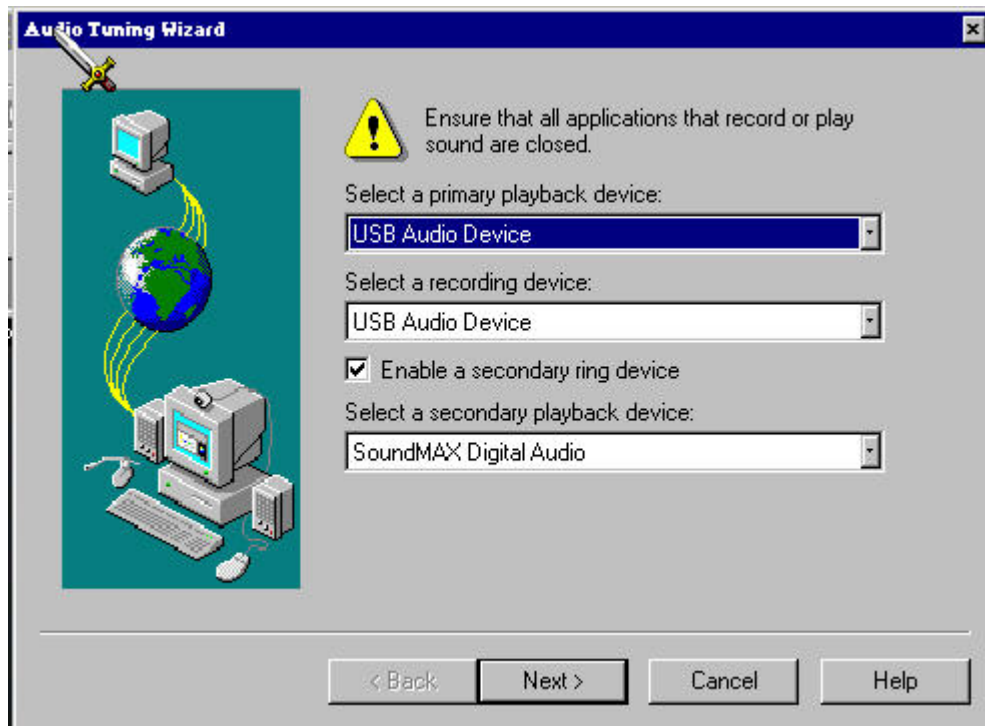 Audio Tuning Wizard
Ensure that all applications that record or play
sound are closed.
Select a primary playback device:
USB Audio Device
Select a recording device:
USB Audio Device
Enable a secondary ring device
Select a secondary playback device:
SoundMAX Digital Audio
< Back
Next >
Cancel
Help